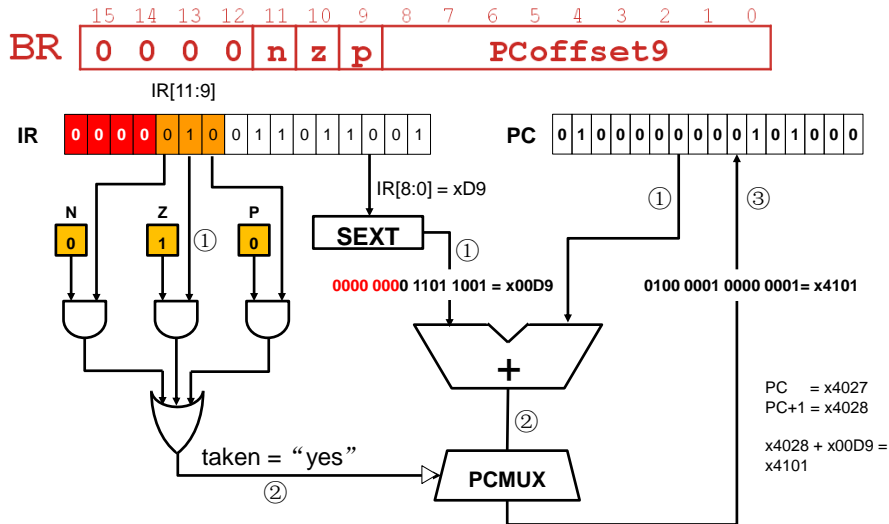 15 14 13 12 11 10 9 8 7 6 5 4 3 2 1 0
BR 0 0 0 0 n z p PCoffset9
IR[11:9]
IR 0 0 0 0 0 1 0 0 1 1 0 1 1 0 0 1
PC 0 1 0 0 0 0 0 0 0 0 1 0 1 0 0 0
IR[8:0] = xD9
① ③
N Z P
0 1 0
①
SEXT
①
0000 0000 1101 1001 = x00D9
0100 0001 0000 0001= x4101
+
PC = x4027
PC+1 = x4028
②
x4028 + x00D9 =
x4101
taken = “yes”
②
PCMUX